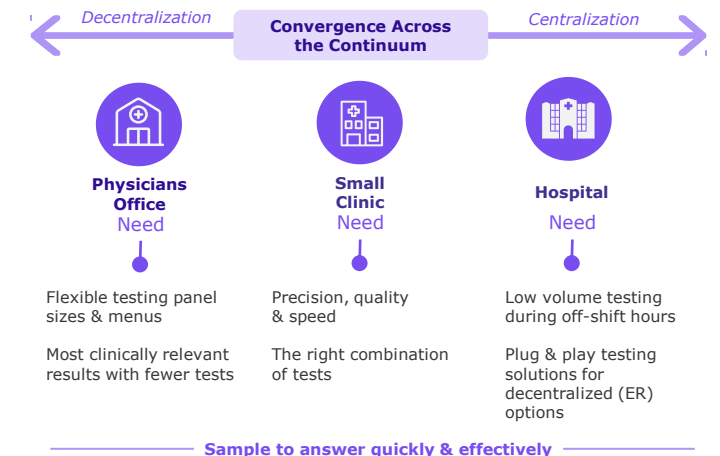 Decentralization
Convergence Across
the Continuum
Centralization
Physicians
Office
Need
Flexible testing panel
sizes & menus
Most clinically relevant
results with fewer tests
Small
Clinic
Need
Precision, quality
& speed
The right combination
of tests
Hospital
Need
Low volume testing
during off-shift hours
Plug & play testing
solutions for
decentralized (ER)
options
Sample to answer quickly & effectively